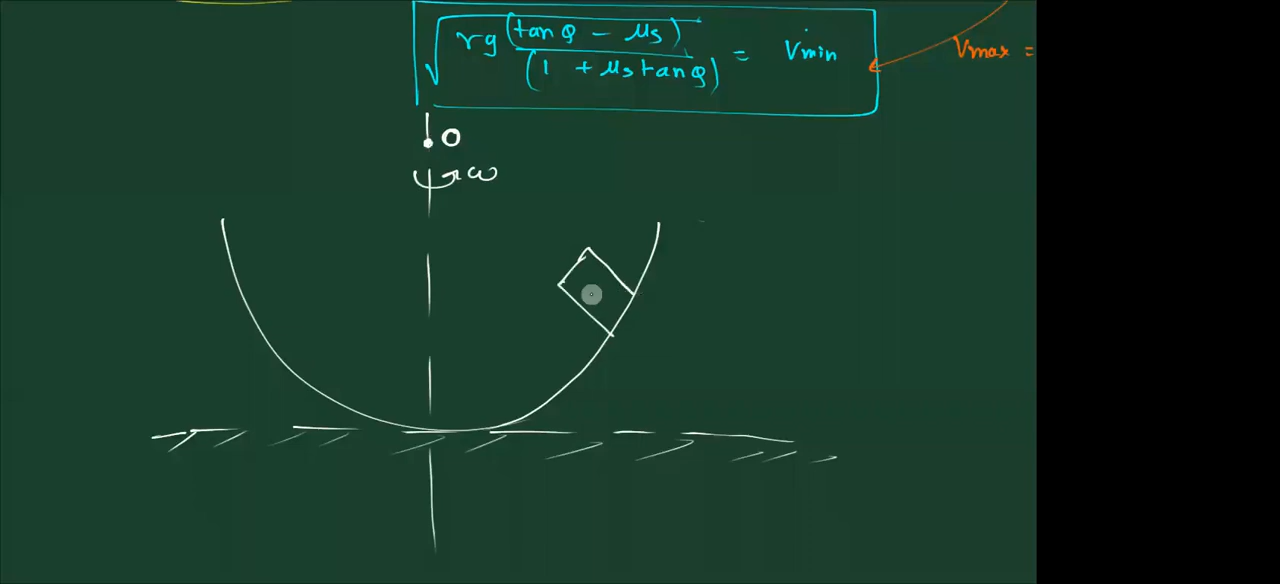 √ rg (tan θ – μs) / (1 + μs tan θ) = Vmin
Vmax =
O
ω